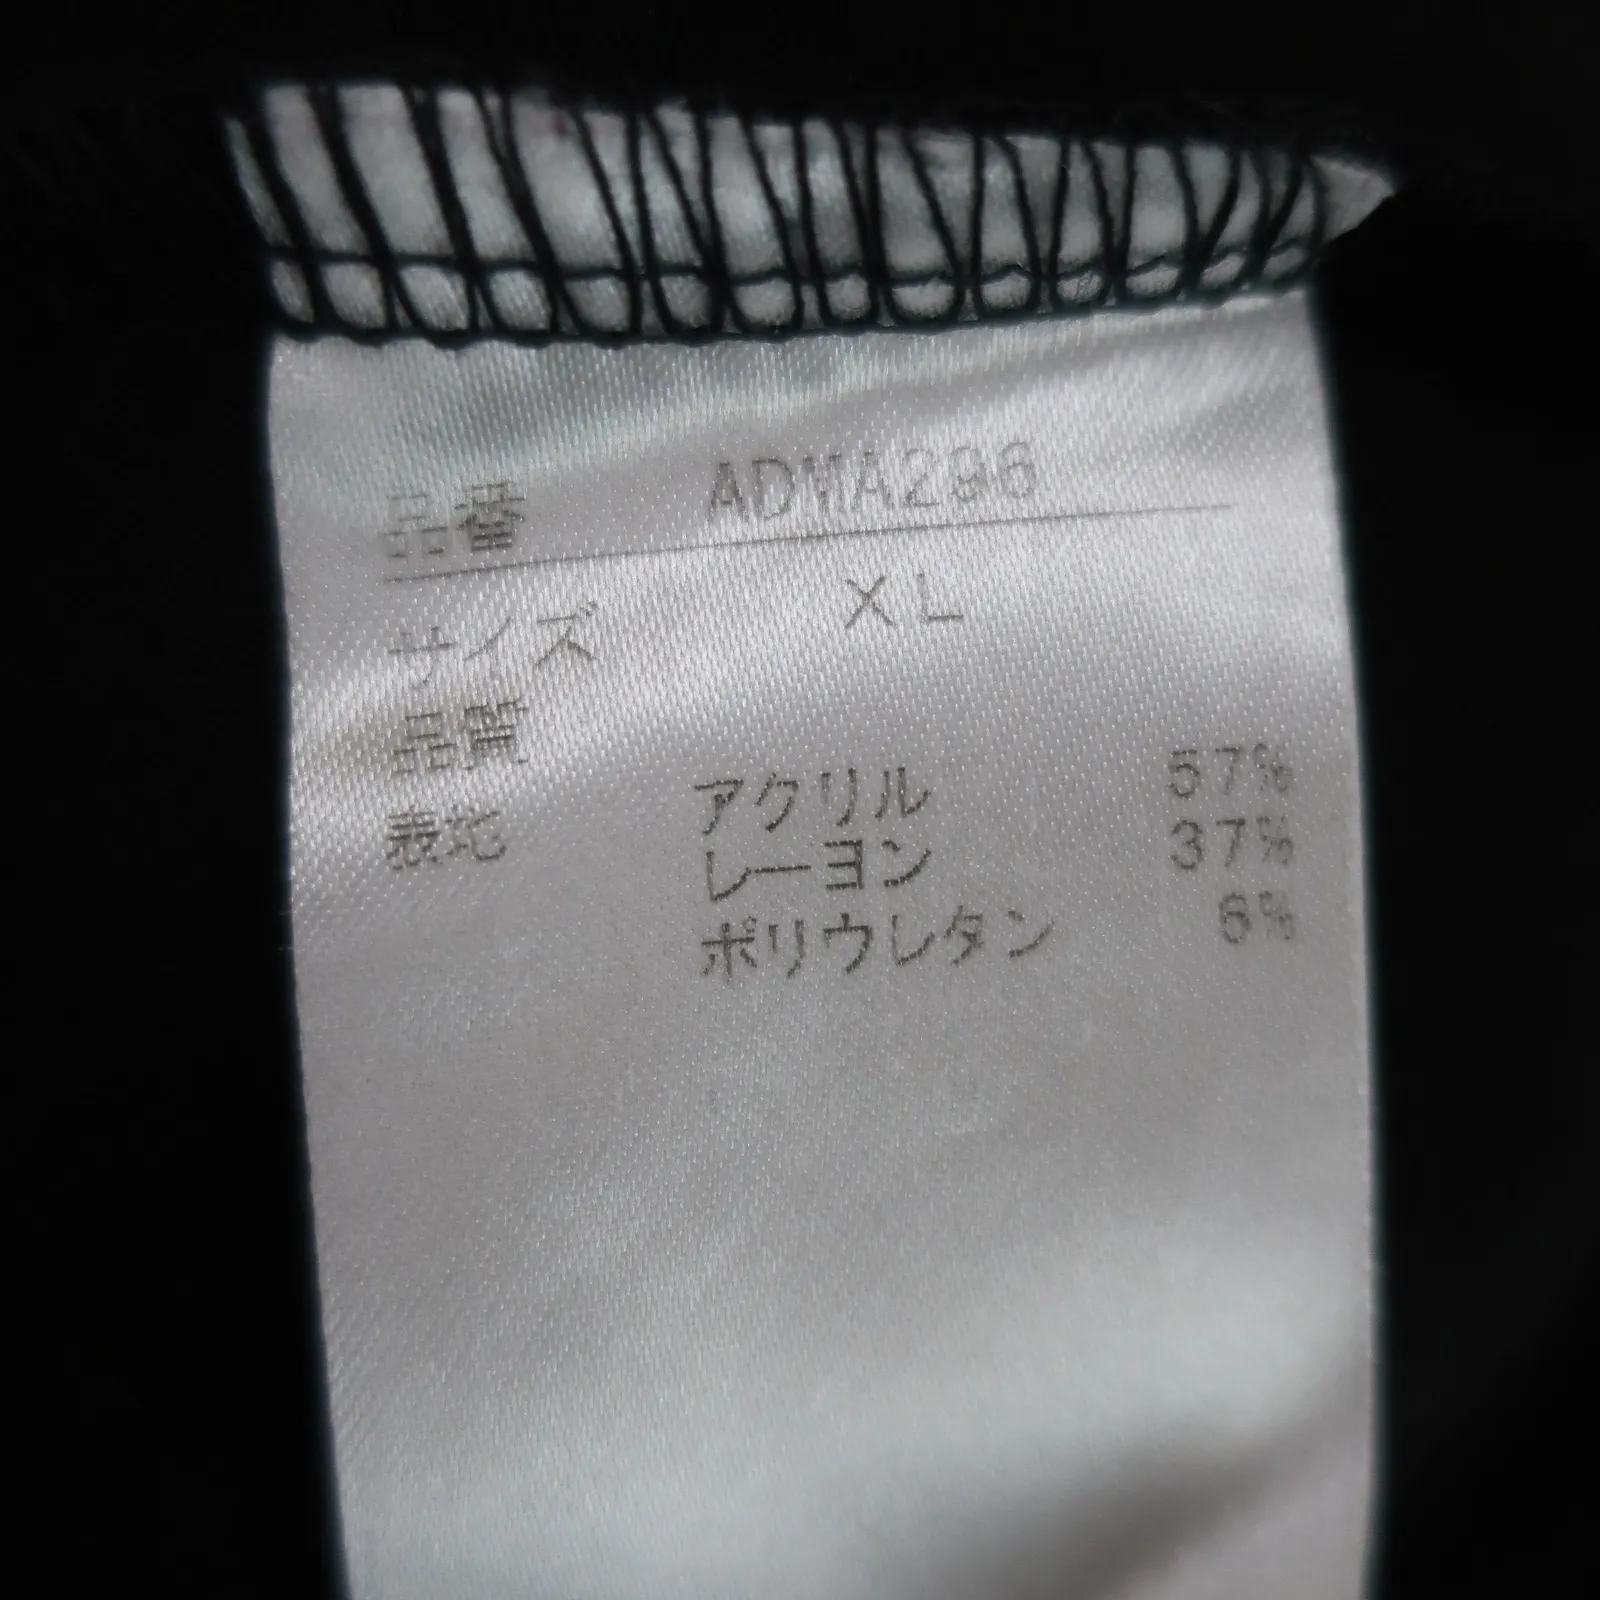 品番 ADMA296
サイズ XL
品質
表地 アクリル 57%
レーヨン 37%
ポリウレタン 6%